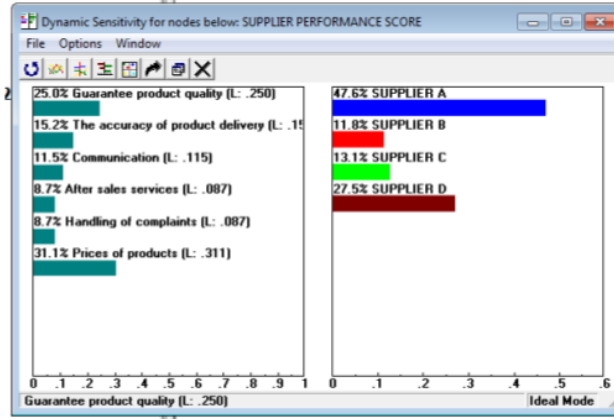 Dynamic Sensitivity for nodes below: SUPPLIER PERFORMANCE SCORE
File Options Window
25.0% Guarantee product quality (L: .250)
15.2% The accuracy of product delivery (L: .15
11.5% Communication (L: .115)
8.7% After sales services (L: .087)
8.7% Handling of complaints (L: .087)
31.1% Prices of products (L: .311)
0 .1 .2 .3 .4 .5 .6 .7 .8 .9 1
47.6% SUPPLIER A
11.8% SUPPLIER B
13.1% SUPPLIER C
27.5% SUPPLIER D
0 .1 .2 .3 .4 .5 .6
Guarantee product quality (L: .250)
Ideal Mode